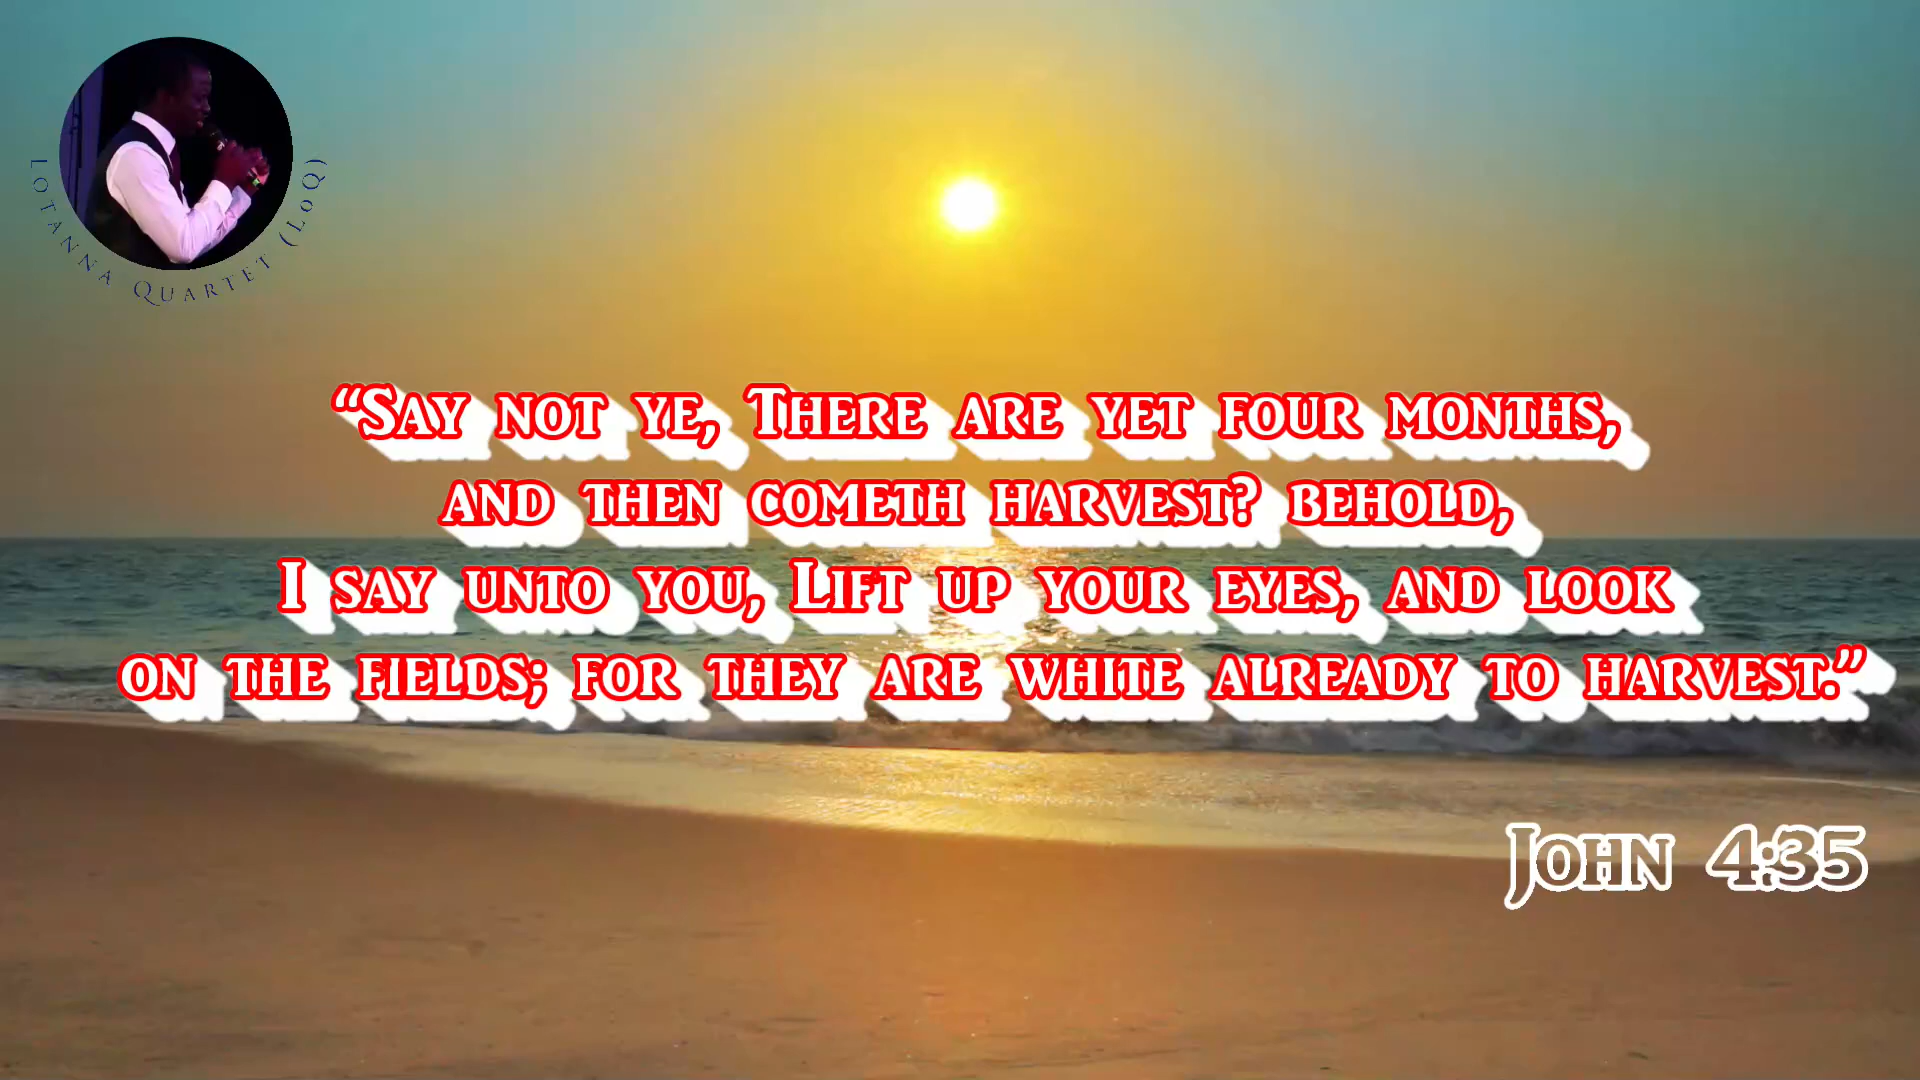 LOTANNA QUARTET (LOQ)
“SAY NOT YE, THERE ARE YET FOUR MONTHS,
AND THEN COMETH HARVEST? BEHOLD,
I SAY UNTO YOU, LIFT UP YOUR EYES, AND LOOK
ON THE FIELDS; FOR THEY ARE WHITE ALREADY TO HARVEST.”
JOHN 4:35